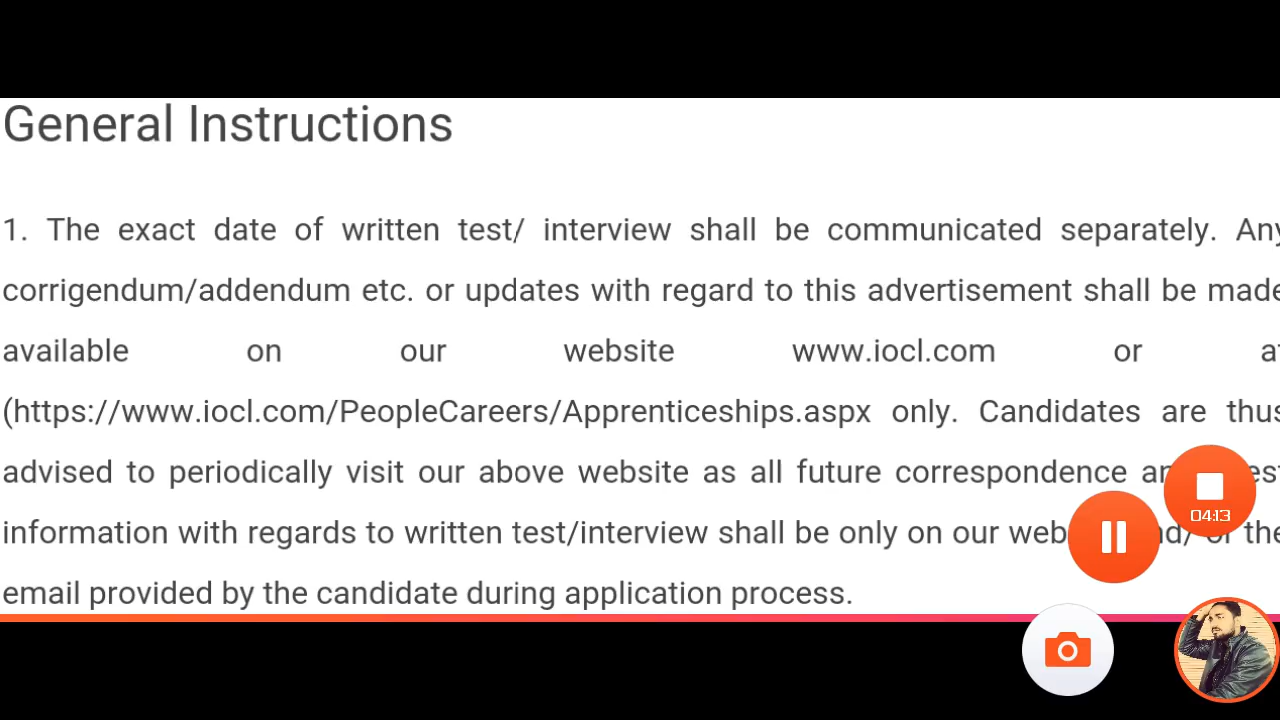 General Instructions
1. The exact date of written test/ interview shall be communicated separately. Any
corrigendum/addendum etc. or updates with regard to this advertisement shall be made
available on our website www.iocl.com or at
(https://www.iocl.com/PeopleCareers/Apprenticeships.aspx only. Candidates are thus
advised to periodically visit our above website as all future correspondence
information with regards to written test/interview shall be only on our the
email provided by the candidate during application process.
04:13